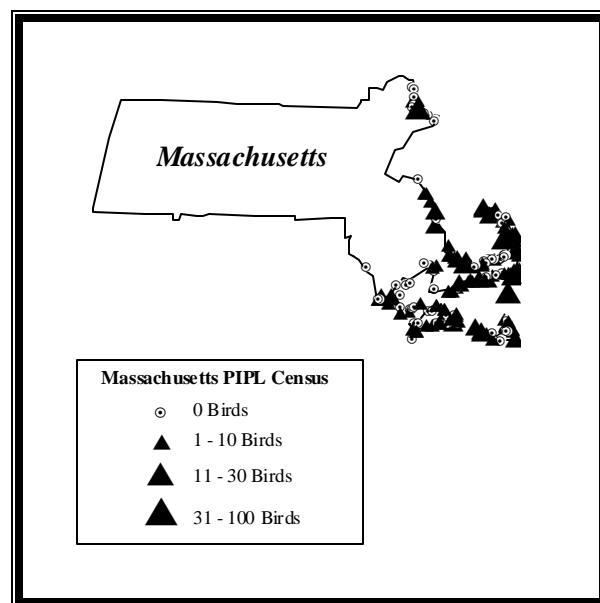 Massachusetts
Massachusetts PIPL Census
0 Birds
1 - 10 Birds
11 - 30 Birds
31 - 100 Birds